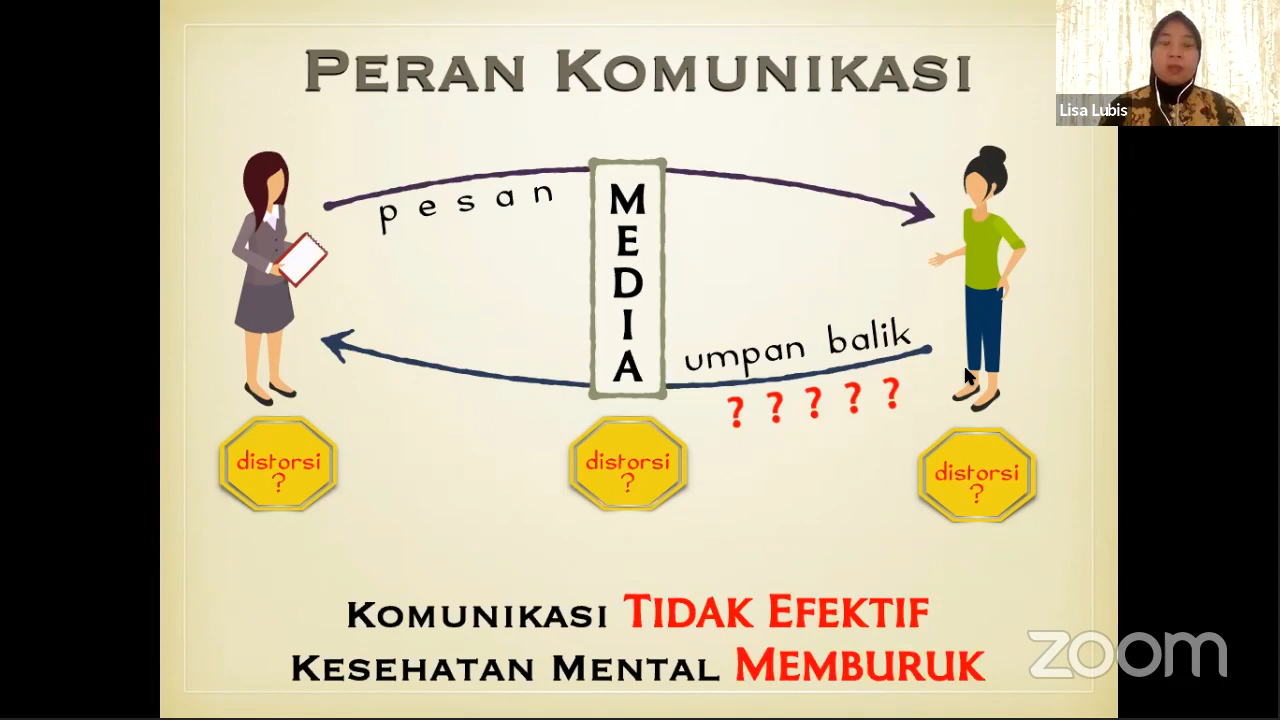 PERAN KOMUNIKASI
Lisa Lubis
pesan
MEDIA
umpan balik
? ? ? ? ?
distorsi
?
distorsi
?
distorsi
?
KOMUNIKASI TIDAK EFEKTIF
KESEHATAN MENTAL MEMBURUK
zoom